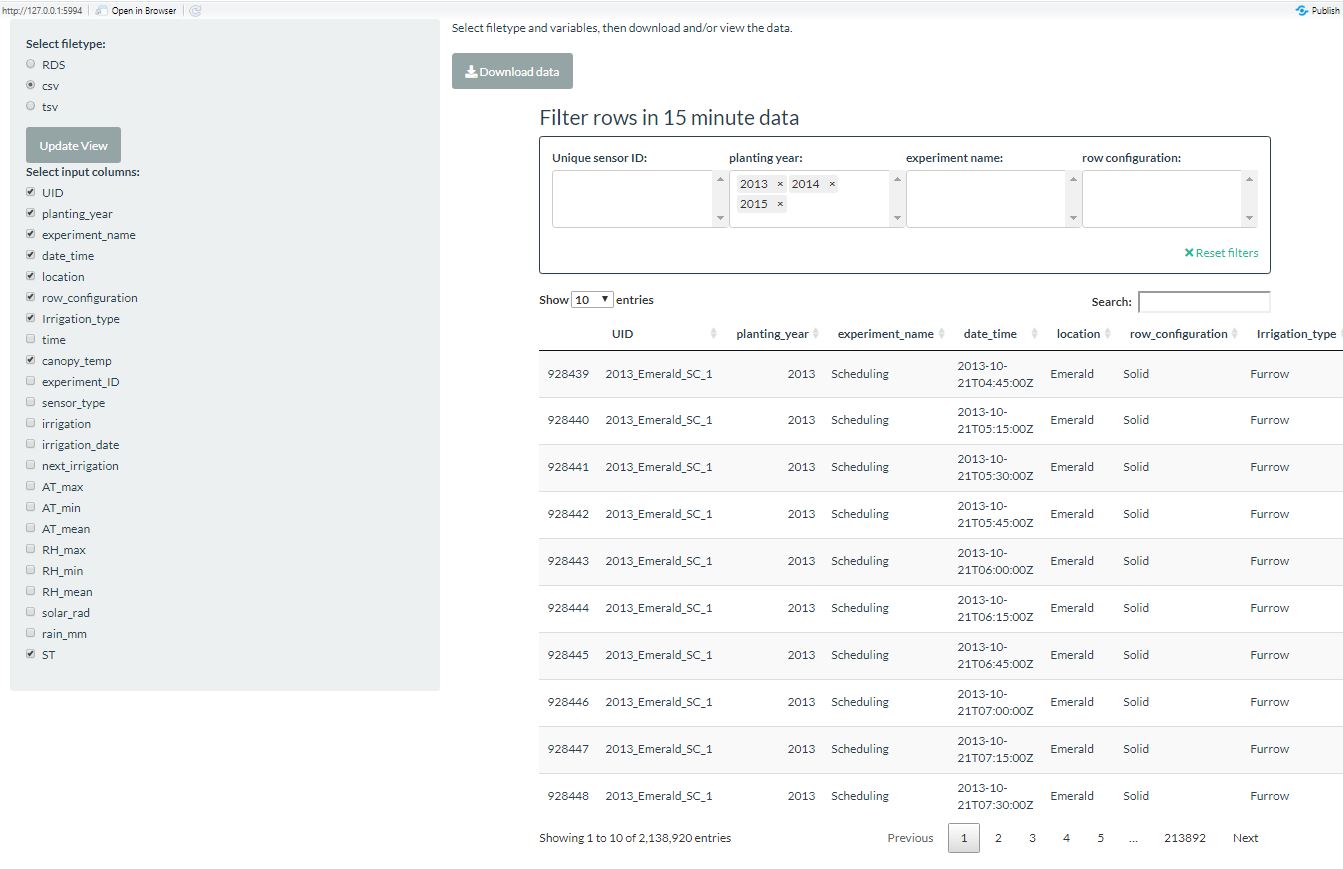 http://127.0.0.1:5994 Open in Browser Publish
Select filetype:
RDS
csv
tsv
Update View
Select input columns:
UID
planting_year
experiment_name
date_time
location
row_configuration
Irrigation_type
time
canopy_temp
experiment_ID
sensor_type
irrigation
irrigation_date
next_irrigation
AT_max
AT_min
AT_mean
RH_max
RH_min
RH_mean
solar_rad
rain_mm
ST
Select filetype and variables, then download and/or view the data.
Download data
Filter rows in 15 minute data
Unique sensor ID: planting year: experiment name: row configuration:
2013 × 2014 ×
2015 ×
Reset filters
Show 10 entries Search:
UID planting_year experiment_name date_time location row_configuration Irrigation_type
928439 2013_Emerald_SC_1 2013 Scheduling 2013-10-
21T04:45:00Z Emerald Solid Furrow
928440 2013_Emerald_SC_1 2013 Scheduling 2013-10-
21T05:15:00Z Emerald Solid Furrow
928441 2013_Emerald_SC_1 2013 Scheduling 2013-10-
21T05:30:00Z Emerald Solid Furrow
928442 2013_Emerald_SC_1 2013 Scheduling 2013-10-
21T05:45:00Z Emerald Solid Furrow
928443 2013_Emerald_SC_1 2013 Scheduling 2013-10-
21T06:00:00Z Emerald Solid Furrow
928444 2013_Emerald_SC_1 2013 Scheduling 2013-10-
21T06:15:00Z Emerald Solid Furrow
928445 2013_Emerald_SC_1 2013 Scheduling 2013-10-
21T06:45:00Z Emerald Solid Furrow
928446 2013_Emerald_SC_1 2013 Scheduling 2013-10-
21T07:00:00Z Emerald Solid Furrow
928447 2013_Emerald_SC_1 2013 Scheduling 2013-10-
21T07:15:00Z Emerald Solid Furrow
928448 2013_Emerald_SC_1 2013 Scheduling 2013-10-
21T07:30:00Z Emerald Solid Furrow
Showing 1 to 10 of 2,138,920 entries Previous 1 2 3 4 5 ... 213892 Next